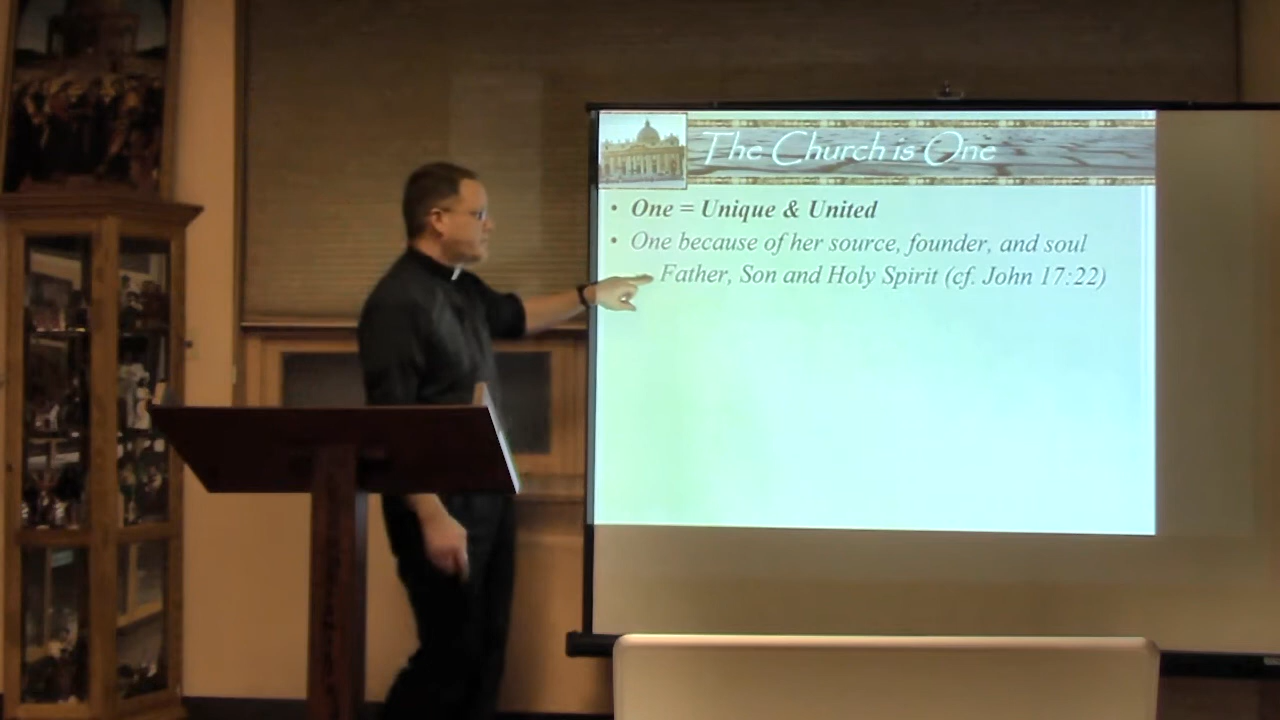 The Church is One
• One = Unique & United
• One because of her source, founder, and soul
Father, Son and Holy Spirit (cf. John 17:22)